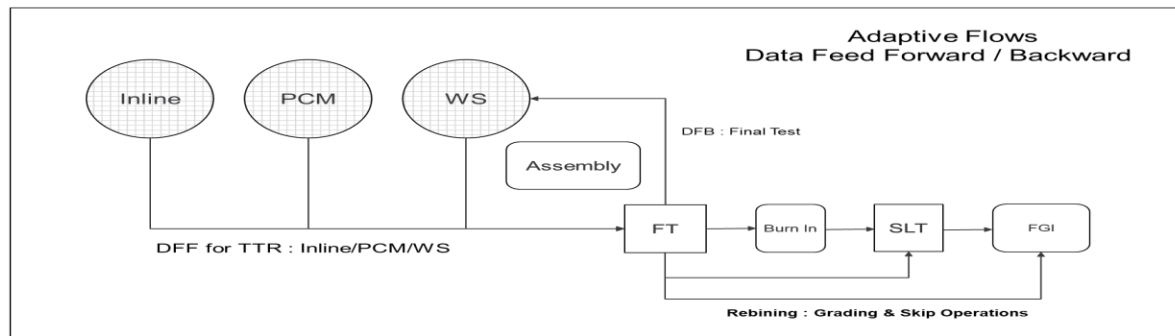 Adaptive Flows
Data Feed Forward / Backward
Inline
PCM
WS
DFB : Final Test
Assembly
FT
Burn In
SLT
FGI
DFF for TTR : Inline/PCM/WS
Rebining : Grading & Skip Operations